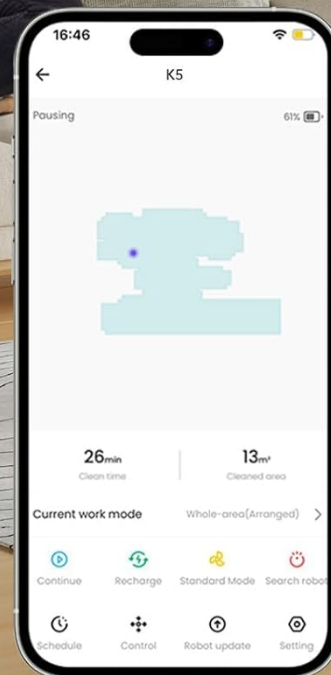 16:46
K5
Pausing 61%
26min 13m²
Clean time Cleaned area
Current work mode Whole-area(Arranged)
Continue Recharge Standard Mode Search robot
Schedule Control Robot update Setting